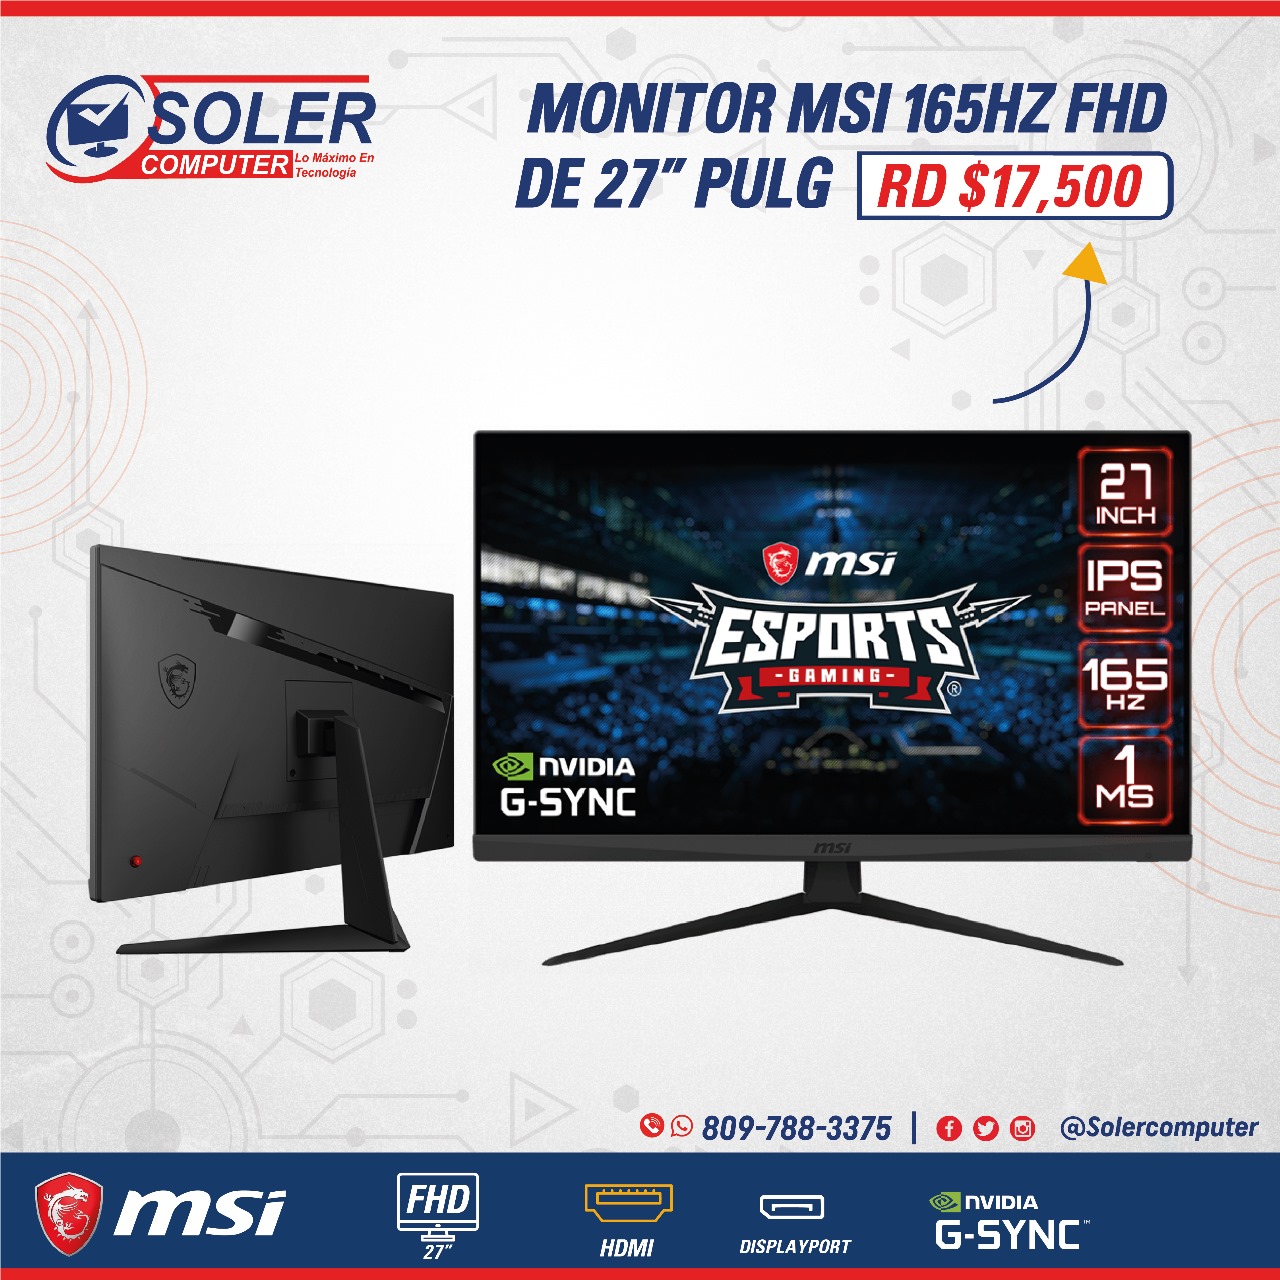 SOLER
COMPUTER
Lo Máximo En
Tecnología
MONITOR MSI 165HZ FHD
DE 27" PULG RD $17,500
27
INCH
IPS
PANEL
165
HZ
1
MS
msi
ESPORTS
-GAMING-
®
NVIDIA
G-SYNC
msi
809-788-3375 | @Solercomputer
msi
FHD
27"
HDMI
DISPLAYPORT
NVIDIA
G-SYNC™